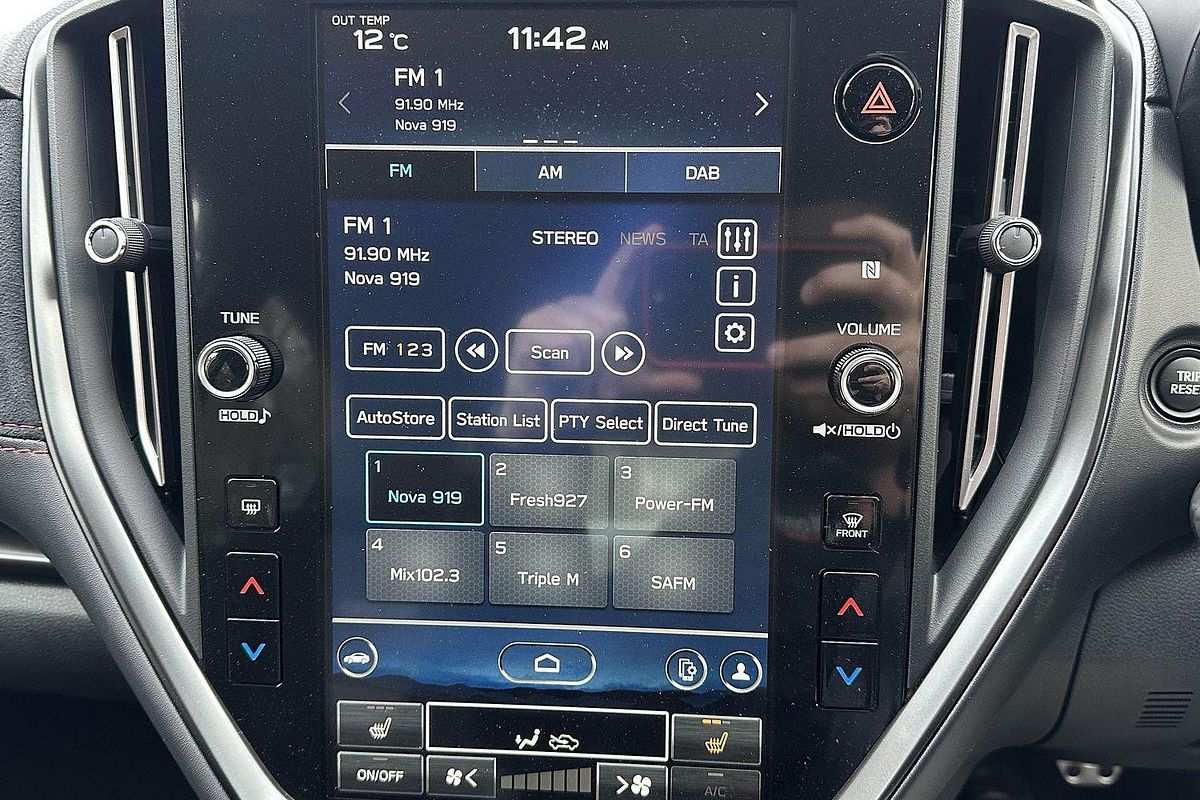 OUT TEMP
12 °C
11:42 AM
FM 1
91.90 MHz
Nova 919
FM
AM
DAB
FM 1
91.90 MHz
Nova 919
STEREO
NEWS
TA
i
TUNE
HOLD
N
VOLUME
HOLD
TRIP
RESET
FM 123
Scan
AutoStore
Station List
PTY Select
Direct Tune
1
Nova 919
2
Fresh927
3
Power-FM
4
Mix102.3
5
Triple M
6
SAFM
FRONT
ON/OFF
A/C